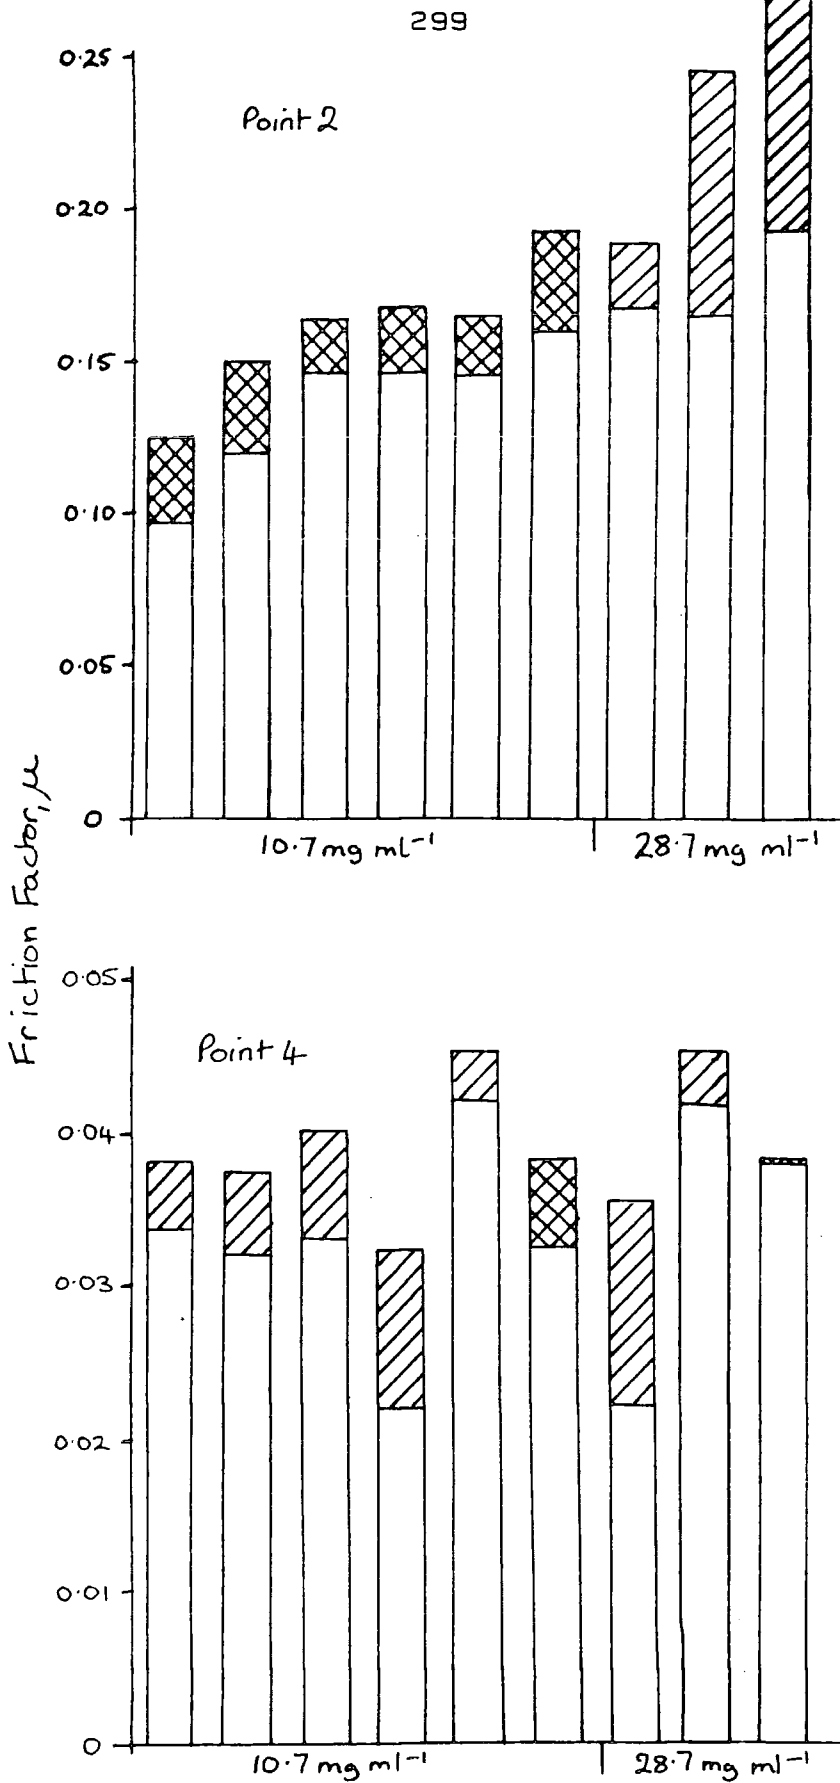 299
0.25
Point 2
0.20
0.15
0.10
0.05
0
10.7 mg ml⁻¹
28.7 mg ml⁻¹
Friction Factor, μ
0.05
Point 4
0.04
0.03
0.02
0.01
0
10.7 mg ml⁻¹
28.7 mg ml⁻¹